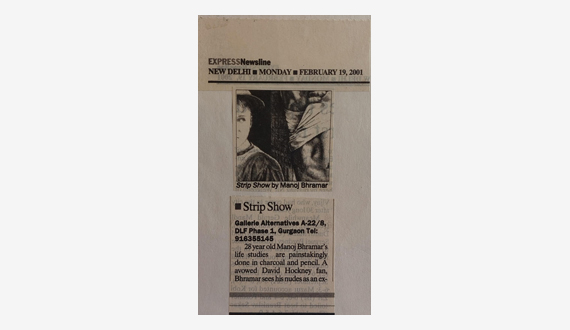 EXPRESSNewsline
NEW DELHI ■ MONDAY ■ FEBRUARY 19, 2001
Strip Show by Manoj Bhramar
■ Strip Show
Gallerie Alternatives A-22/8,
DLF Phase 1, Gurgaon Tel:
916355145
28 year old Manoj Bhramar's
life studies are painstakingly
done in charcoal and pencil. A
avowed David Hockney fan,
Bhramar sees his nudes as an ex-